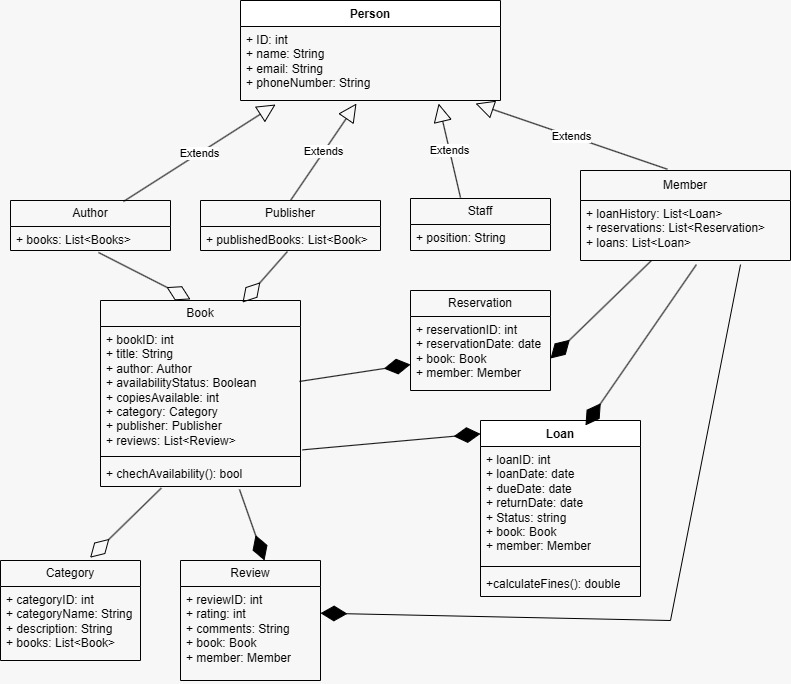 Person
+ ID: int
+ name: String
+ email: String
+ phoneNumber: String
Extends
Extends
Extends
Extends
Author
+ books: List<Books>
Publisher
+ publishedBooks: List<Book>
Staff
+ position: String
Member
+ loanHistory: List<Loan>
+ reservations: List<Reservation>
+ loans: List<Loan>
Book
+ bookID: int
+ title: String
+ author: Author
+ availabilityStatus: Boolean
+ copiesAvailable: int
+ category: Category
+ publisher: Publisher
+ reviews: List<Review>
+ chechAvailability(): bool
Reservation
+ reservationID: int
+ reservationDate: date
+ book: Book
+ member: Member
Loan
+ loanID: int
+ loanDate: date
+ dueDate: date
+ returnDate: date
+ Status: string
+ book: Book
+ member: Member
+calculateFines(): double
Category
+ categoryID: int
+ categoryName: String
+ description: String
+ books: List<Book>
Review
+ reviewID: int
+ rating: int
+ comments: String
+ book: Book
+ member: Member